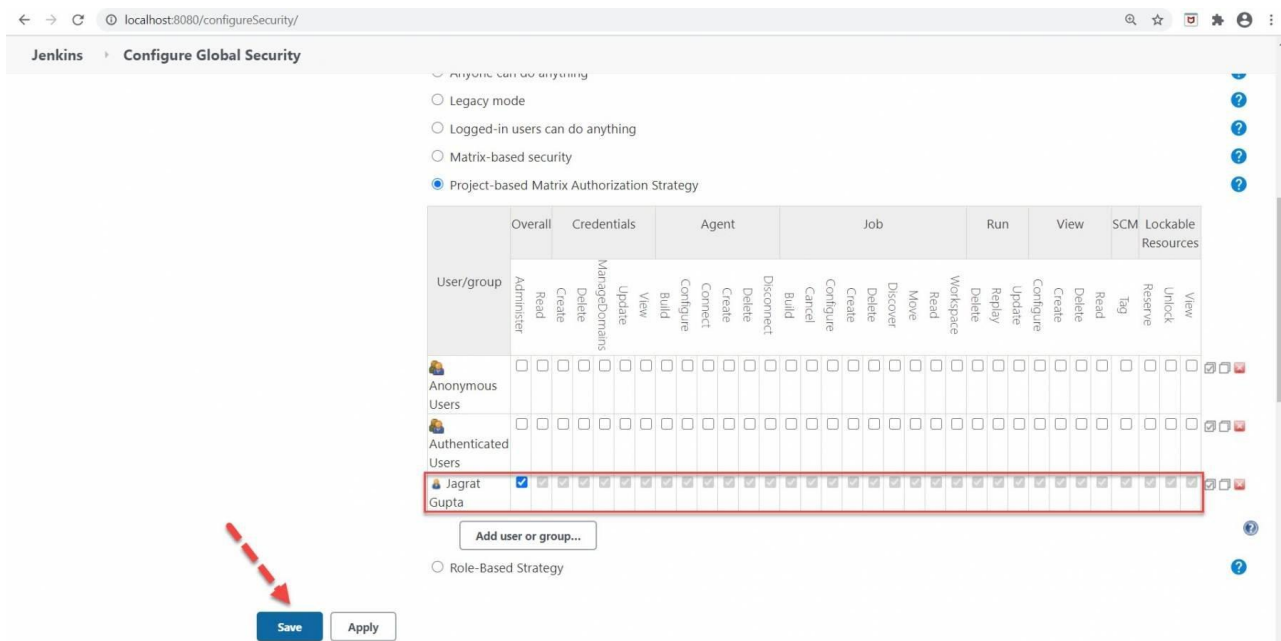 localhost:8080/configureSecurity/
Jenkins Configure Global Security
Anyone can do anything
Legacy mode
Logged-in users can do anything
Matrix-based security
Project-based Matrix Authorization Strategy
User/group
Overall Credentials Agent Job Run View SCM Lockable
Resources
Administer
Read
Create
Delete
ManageDomains
Update
View
Build
Configure
Connect
Create
Delete
Disconnect
Build
Cancel
Configure
Create
Delete
Discover
Move
Read
Workspace
Delete
Replay
Update
Configure
Create
Delete
Read
Tag
Reserve
Unlock
View
Anonymous
Users
Authenticated
Users
Jagrat
Gupta
Add user or group...
Role-Based Strategy
Save Apply